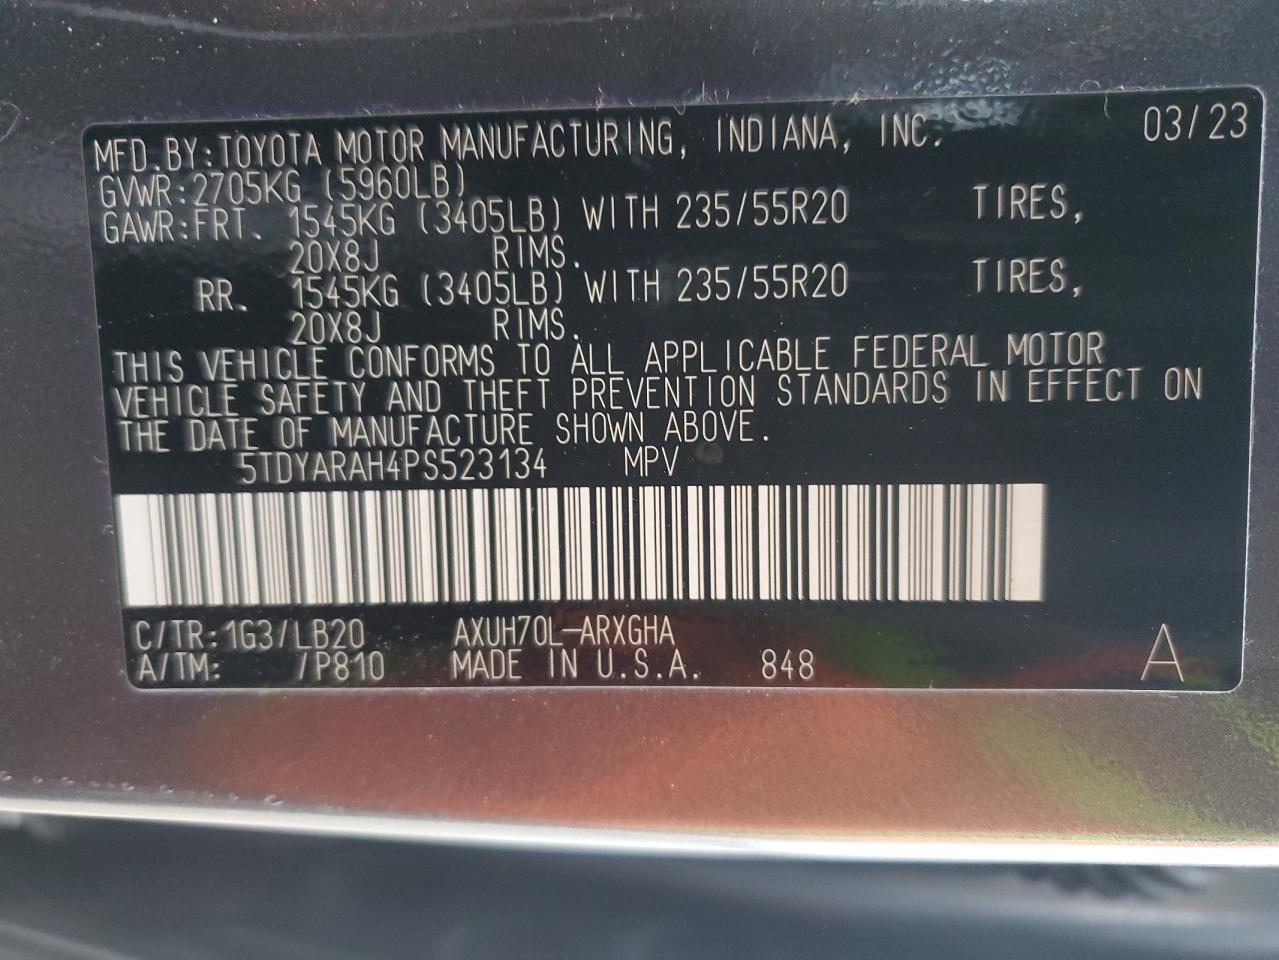 MFD.BY:TOYOTA MOTOR MANUFACTURING, INDIANA, INC. 03/23
GVWR:2705KG (5960LB)
GAWR:FRT. 1545KG (3405LB) WITH 235/55R20 TIRES,
20X8J RIMS.
RR. 1545KG (3405LB) WITH 235/55R20 TIRES,
20X8J RIMS.
THIS VEHICLE CONFORMS TO ALL APPLICABLE FEDERAL MOTOR
VEHICLE SAFETY AND THEFT PREVENTION STANDARDS IN EFFECT ON
THE DATE OF MANUFACTURE SHOWN ABOVE.
5TDYARAH4PS523134 MPV
C/TR:1G3/LB20 AXUH70L-ARXGHA
A/TM: /P810 MADE IN U.S.A. 848 A